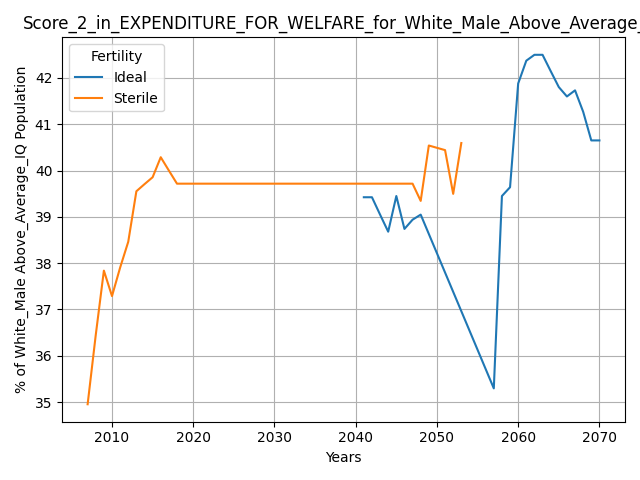 Score_2_in_EXPENDITURE_FOR_WELFARE_for_White_Male_Above_Average_
Fertility
Ideal
Sterile
% of White_Male Above_Average_IQ Population
42
41
40
39
38
37
36
35
2010
2020
2030
2040
2050
2060
2070
Years